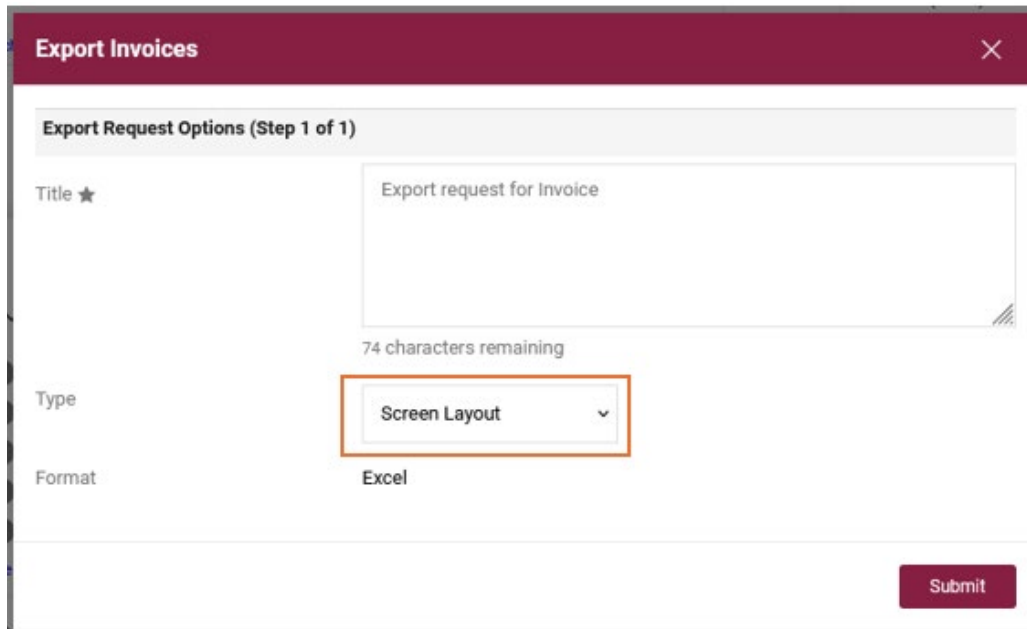 Export Invoices
Export Request Options (Step 1 of 1)
Title ★
Export request for Invoice
74 characters remaining
Type
Screen Layout
Format
Excel
Submit